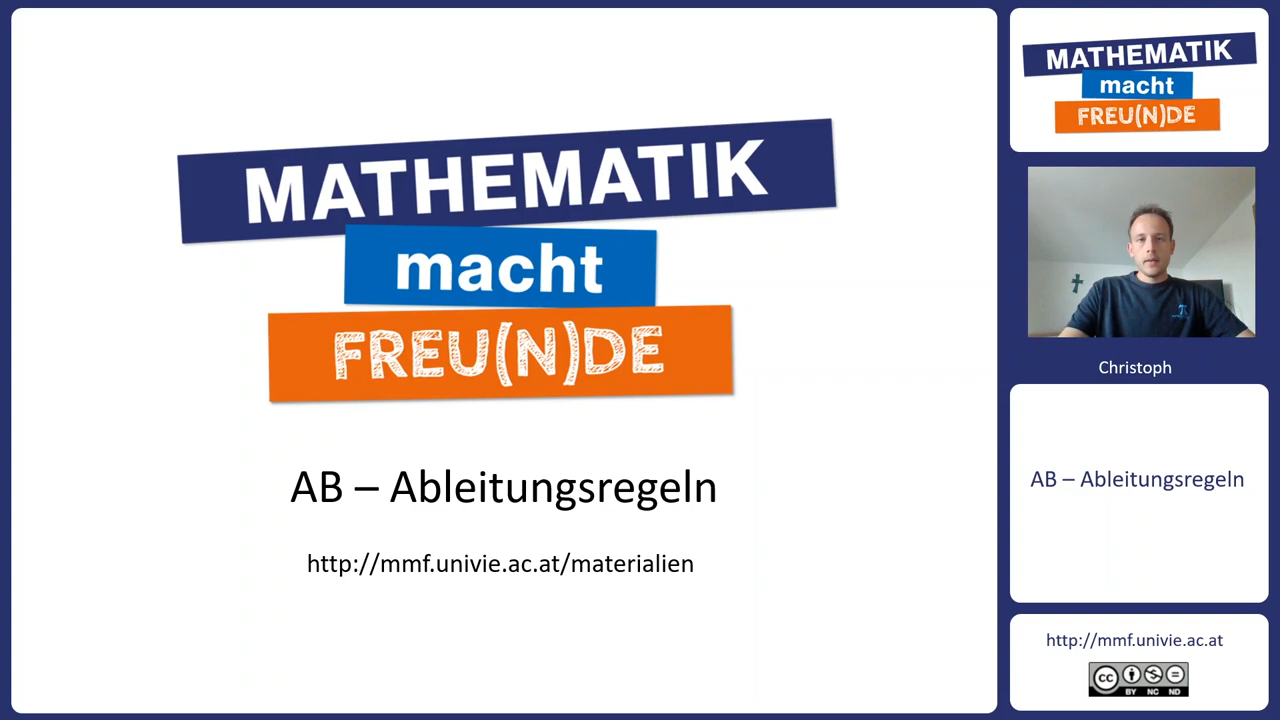 MATHEMATIK
macht
FREU(N)DE
AB – Ableitungsregeln
http://mmf.univie.ac.at/materialien
MATHEMATIK
macht
FREU(N)DE
Christoph
AB – Ableitungsregeln
http://mmf.univie.ac.at
cc
BY NC ND